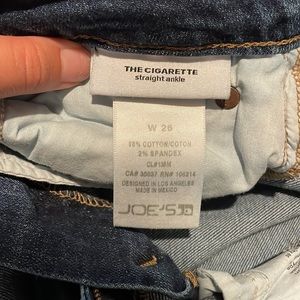 THE CIGARETTE
straight ankle
W 26
98% COTTON/COTON
2% SPANDEX
CA# 30037 RN# 106214
DESIGNED IN LOS ANGELES
MADE IN MEXICO
JOE'S